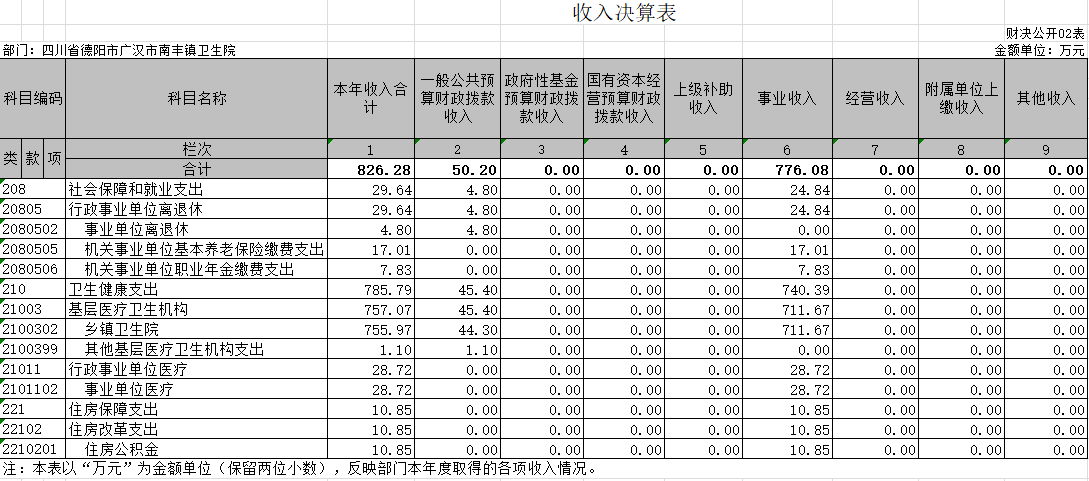 收入决算表
财决公开02表
部门：四川省德阳市广汉市南丰镇卫生院 金额单位：万元
科目编码 科目名称 本年收入合计 一般公共预算财政拨款收入 政府性基金预算财政拨款收入 国有资本经营预算财政拨款收入 上级补助收入 事业收入 经营收入 附属单位上缴收入 其他收入
类 款 项 栏次 1 2 3 4 5 6 7 8 9
合计 826.28 50.20 0.00 0.00 0.00 776.08 0.00 0.00 0.00
208 社会保障和就业支出 29.64 4.80 0.00 0.00 0.00 24.84 0.00 0.00 0.00
20805 行政事业单位离退休 29.64 4.80 0.00 0.00 0.00 24.84 0.00 0.00 0.00
2080502 事业单位离退休 4.80 4.80 0.00 0.00 0.00 0.00 0.00 0.00 0.00
2080505 机关事业单位基本养老保险缴费支出 17.01 0.00 0.00 0.00 0.00 17.01 0.00 0.00 0.00
2080506 机关事业单位职业年金缴费支出 7.83 0.00 0.00 0.00 0.00 7.83 0.00 0.00 0.00
210 卫生健康支出 785.79 45.40 0.00 0.00 0.00 740.39 0.00 0.00 0.00
21003 基层医疗卫生机构 757.07 45.40 0.00 0.00 0.00 711.67 0.00 0.00 0.00
2100302 乡镇卫生院 755.97 44.30 0.00 0.00 0.00 711.67 0.00 0.00 0.00
2100399 其他基层医疗卫生机构支出 1.10 1.10 0.00 0.00 0.00 0.00 0.00 0.00 0.00
21011 行政事业单位医疗 28.72 0.00 0.00 0.00 0.00 28.72 0.00 0.00 0.00
2101102 事业单位医疗 28.72 0.00 0.00 0.00 0.00 28.72 0.00 0.00 0.00
221 住房保障支出 10.85 0.00 0.00 0.00 0.00 10.85 0.00 0.00 0.00
22102 住房改革支出 10.85 0.00 0.00 0.00 0.00 10.85 0.00 0.00 0.00
2210201 住房公积金 10.85 0.00 0.00 0.00 0.00 10.85 0.00 0.00 0.00
注：本表以“万元”为金额单位（保留两位小数），反映部门本年度取得的各项收入情况。